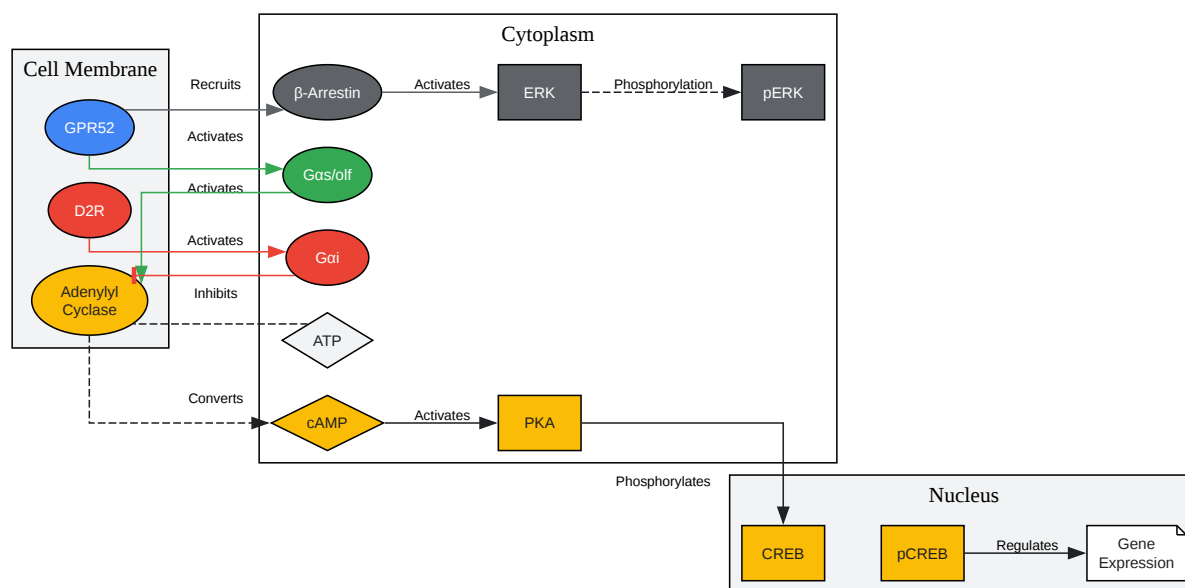 Cytoplasm
Cell Membrane
Recruits
β-Arrestin
Activates
ERK
Phosphorylation
pERK
GPR52
Activates
Gαs/olf
Activates
D2R
Activates
Gαi
Adenylyl
Cyclase
Inhibits
ATP
Converts
cAMP
Activates
PKA
Phosphorylates
Nucleus
CREB
pCREB
Regulates
Gene
Expression